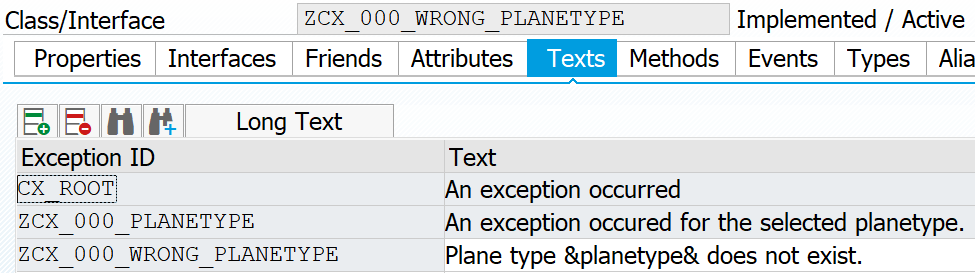 Class/Interface ZCX_000_WRONG_PLANETYPE Implemented / Active
Properties Interfaces Friends Attributes Texts Methods Events Types Alia
Long Text
Exception ID Text
CX_ROOT An exception occurred
ZCX_000_PLANETYPE An exception occured for the selected planetype.
ZCX_000_WRONG_PLANETYPE Plane type &planetype& does not exist.